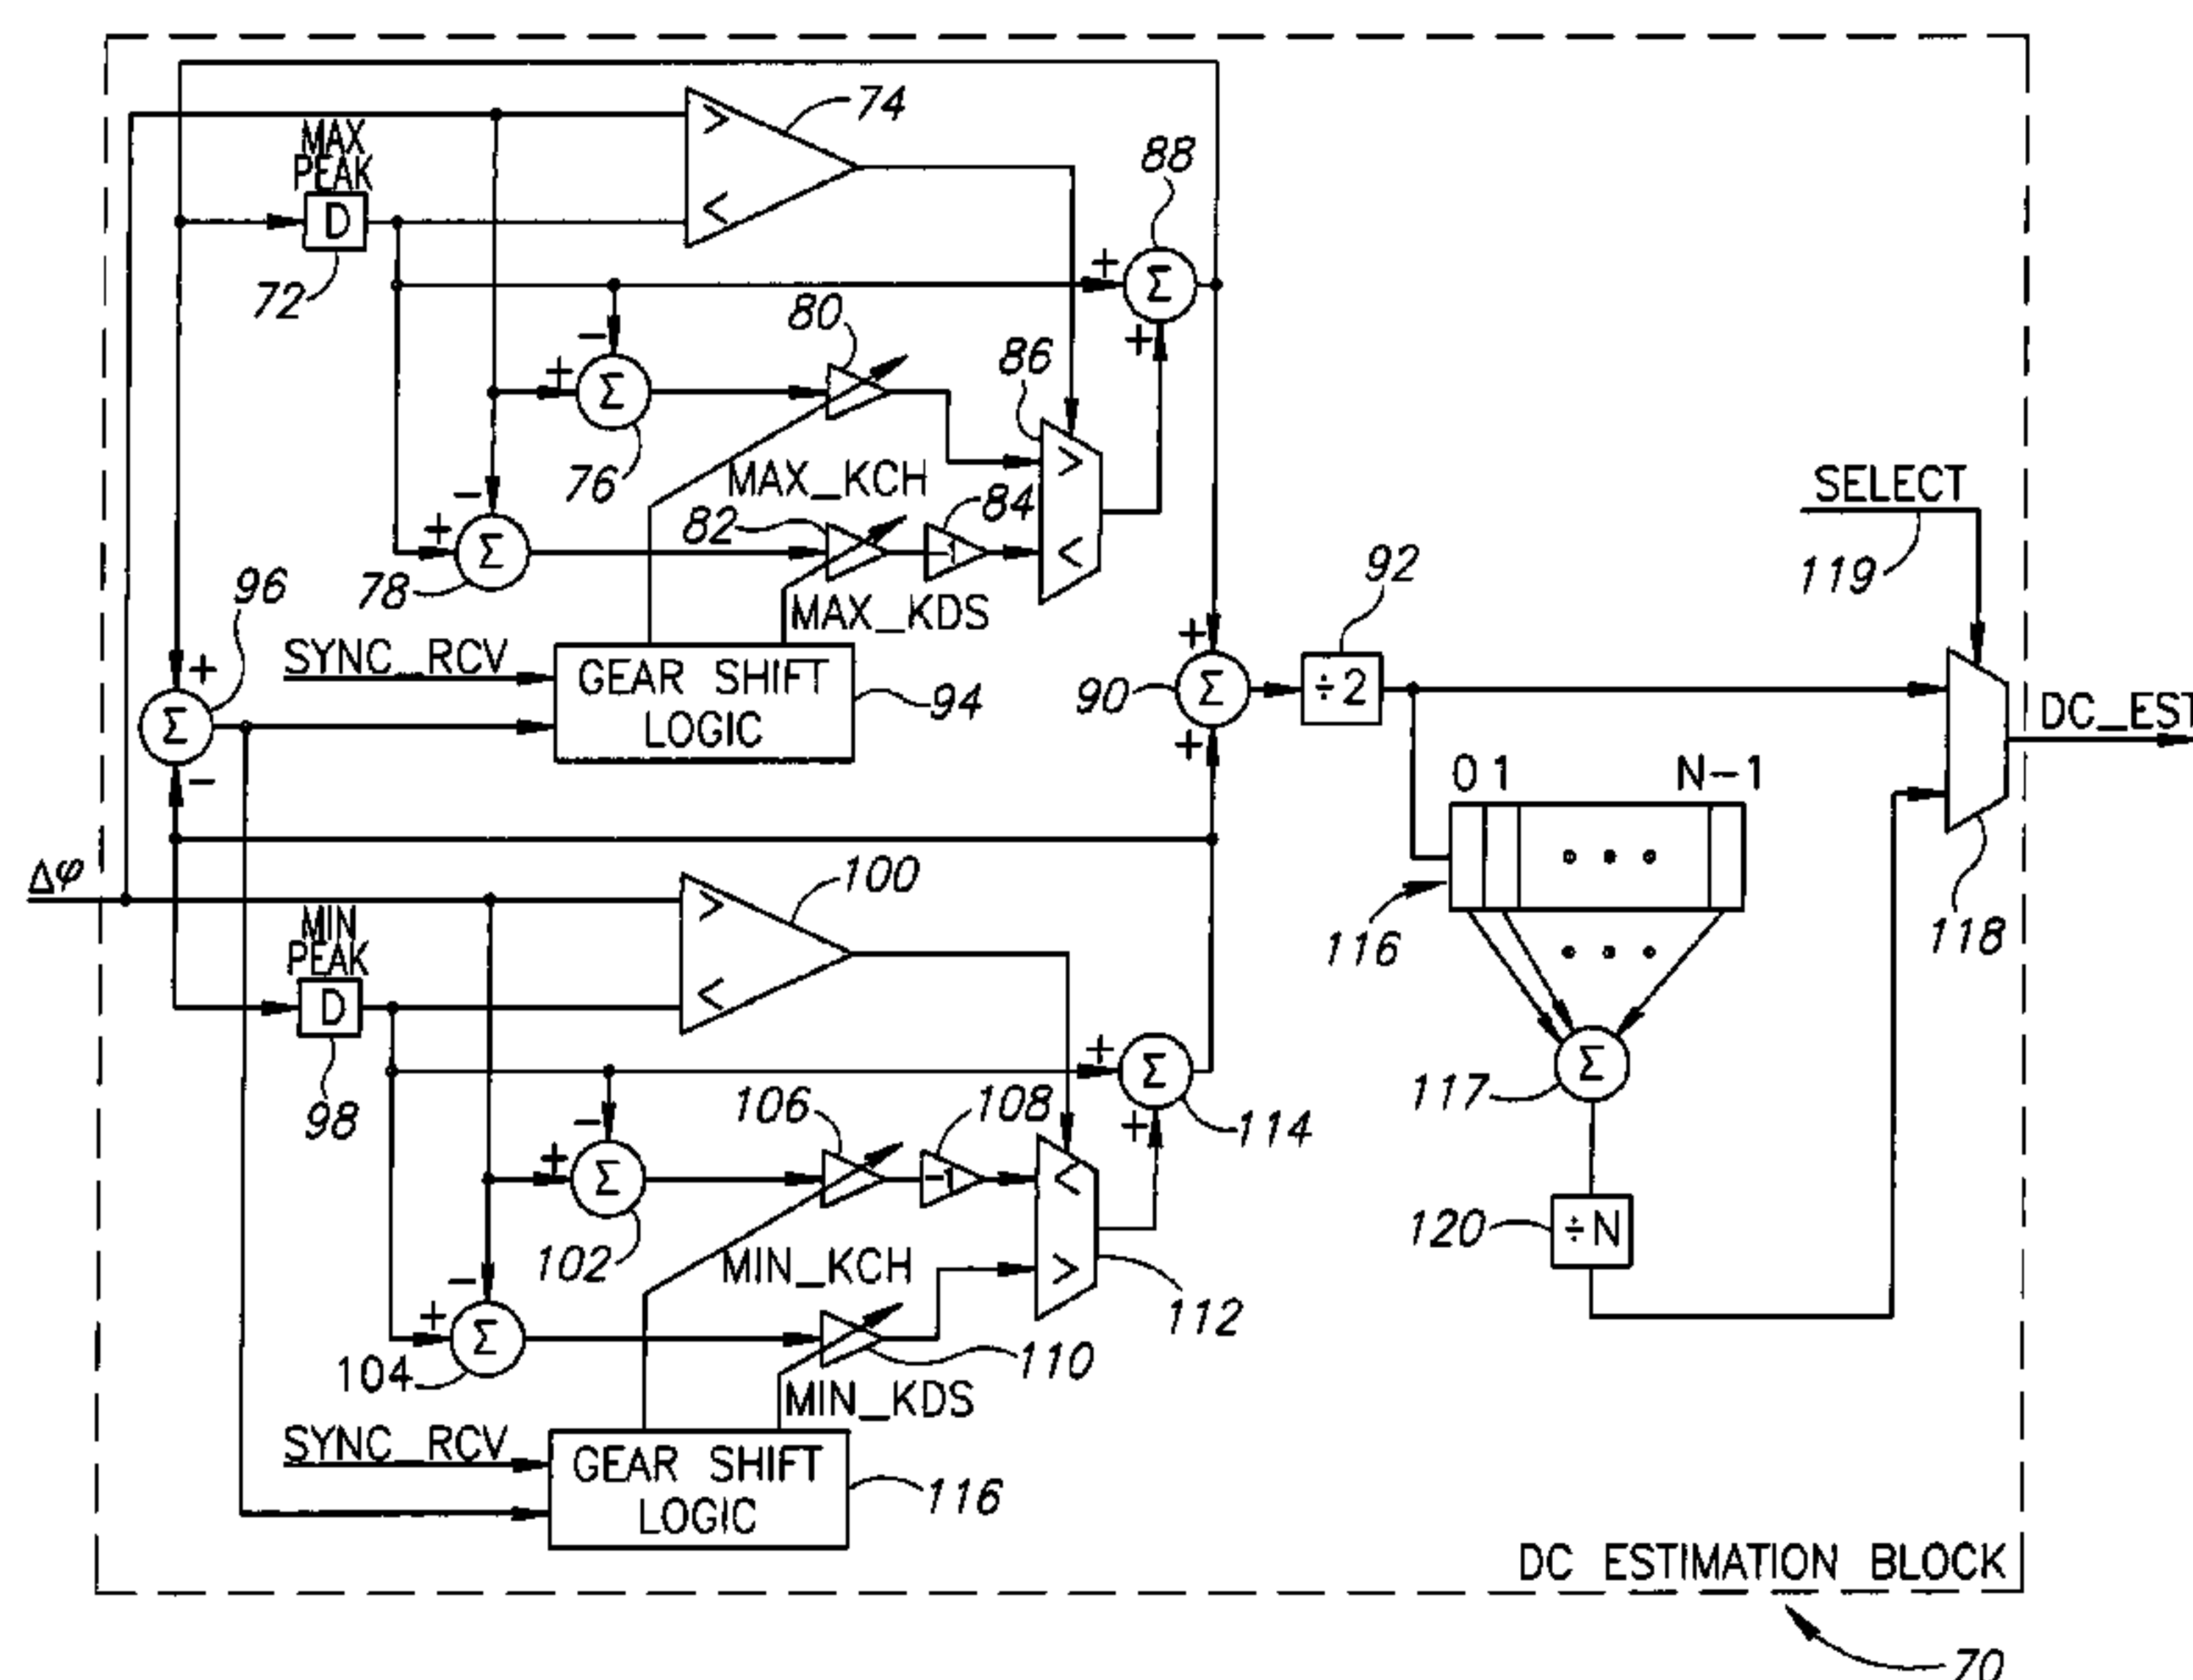 74
MAX
PEAK
>
<
D
72
88
+
Σ
+
80
86
-
+
Σ
76
MAX_KCH
>
<
82
84
-1
-
+
Σ
78
MAX_KDS
SELECT
119
96
SYNC_RCV
GEAR SHIFT
LOGIC
94
+
Σ
-
92
+
90
Σ
+
÷2
DC_EST
0 1
N-1
118
Δφ
100
MIN
PEAK
>
<
D
98
116
117
Σ
+
Σ
+
114
106
108
-1
-
+
Σ
102
MIN_KCH
<
>
112
120
÷N
-
+
Σ
104
110
MIN_KDS
SYNC_RCV
GEAR SHIFT
LOGIC
116
DC ESTIMATION BLOCK
70